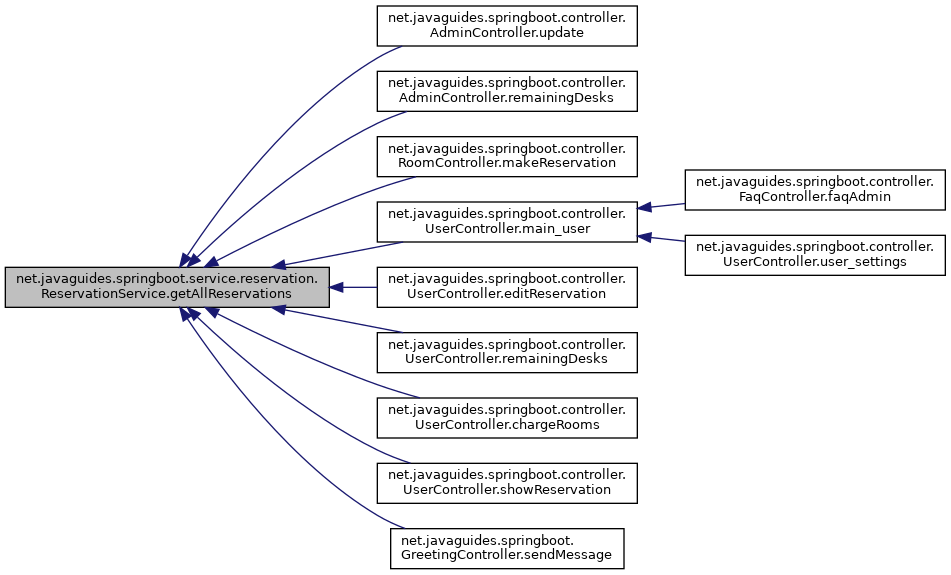 net.javaguides.springboot.controller.
AdminController.update
net.javaguides.springboot.controller.
AdminController.remainingDesks
net.javaguides.springboot.controller.
RoomController.makeReservation
net.javaguides.springboot.controller.
FaqController.faqAdmin
net.javaguides.springboot.controller.
UserController.main_user
net.javaguides.springboot.controller.
UserController.user_settings
net.javaguides.springboot.service.reservation.
ReservationService.getAllReservations
net.javaguides.springboot.controller.
UserController.editReservation
net.javaguides.springboot.controller.
UserController.remainingDesks
net.javaguides.springboot.controller.
UserController.chargeRooms
net.javaguides.springboot.controller.
UserController.showReservation
net.javaguides.springboot.
GreetingController.sendMessage